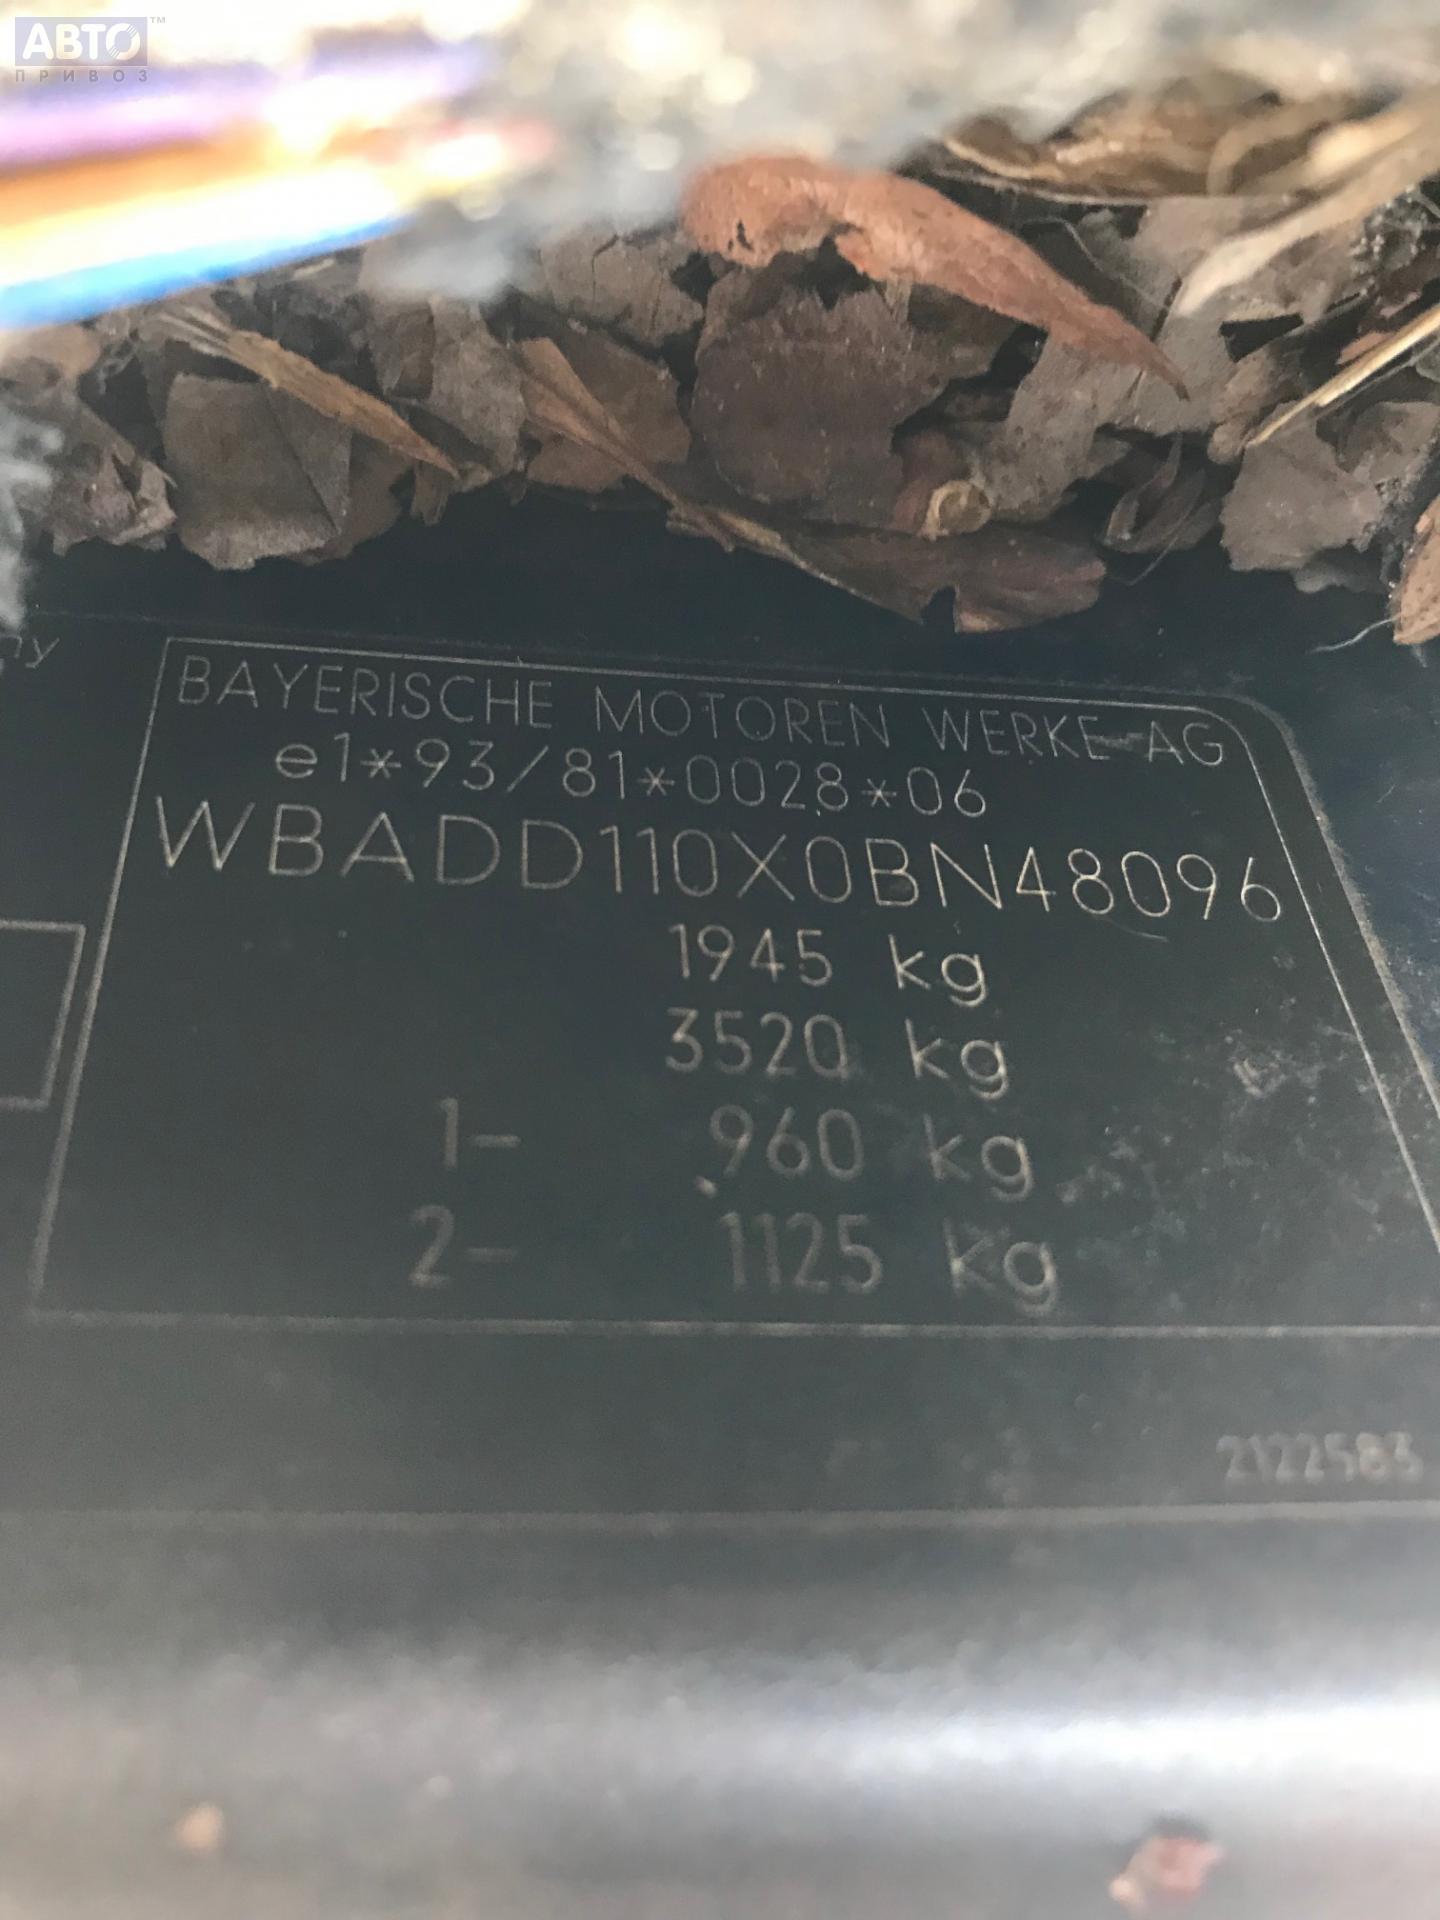 АВТО™
ПРИВОЗ
BAYERISCHE MOTOREN WERKE AG
e1*93/81*0028*06
WBADD110X0BN48096
1945 kg
3520 kg
1- 960 kg
2- 1125 kg
2122583